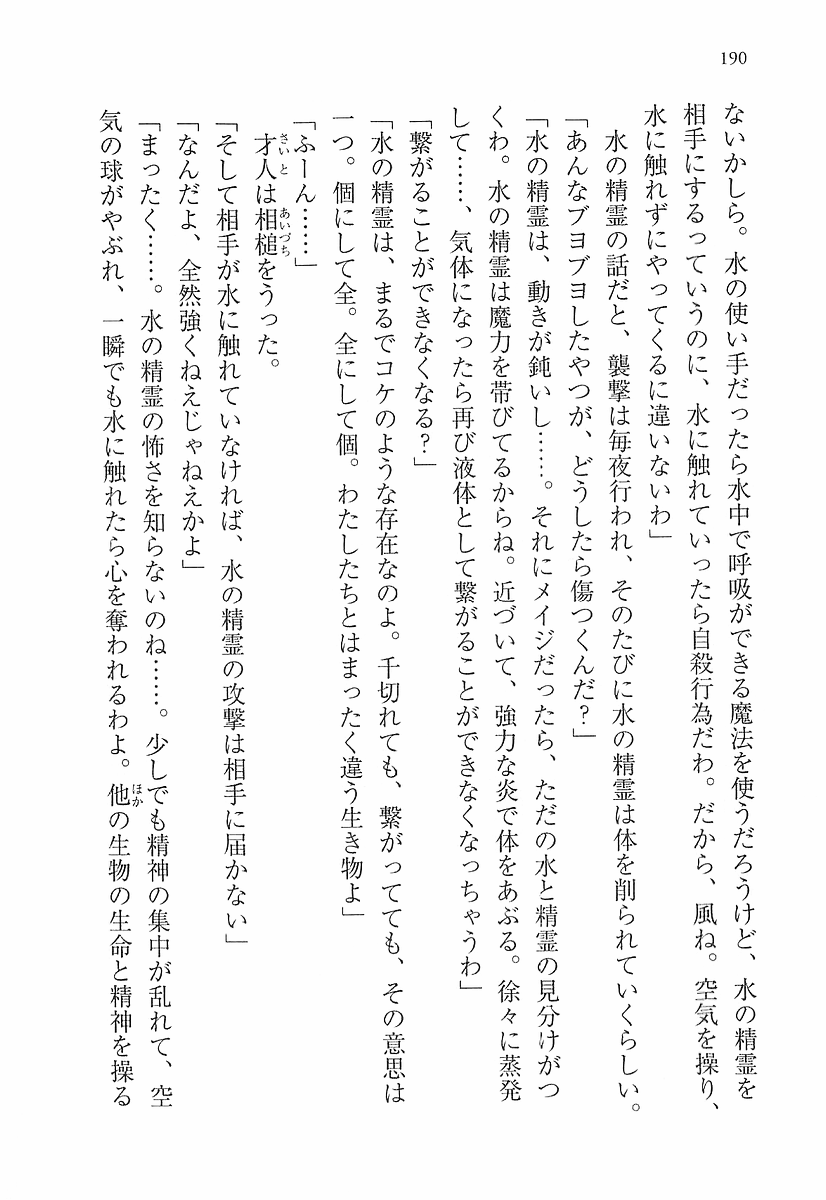 190
ないかしら。水の使い手だったら水中で呼吸ができる魔法を使うだろうけど、水の精霊を
相手にするっていうのに、水に触れていったら自殺行為だわ。だから、風ね。空気を操り、
水に触れずにやってくるに違いないわ」
水の精霊の話だと、襲撃は毎夜行われ、そのたびに水の精霊は体を削られていくらしい。
「あんなブヨブヨしたやつが、どうしたら傷つくんだ?」
「水の精霊は、動きが鈍いし……。それにメイジだったら、ただの水と精霊の見分けがつ
くわ。水の精霊は魔力を帯びてるからね。近づいて、強力な炎で体をあぶる。徐々に蒸発
して……、気体になったら再び液体として繋がることができなくなっちゃうわ」
「繋がることができなくなる?」
「水の精霊は、まるでコケのような存在なのよ。千切れても、繋がってても、その意思は
一つ。個にして全。全にして個。わたしたちとはまったく違う生き物よ」
「ふーん……」
才人は相槌をうった。
「そして相手が水に触れていなければ、水の精霊の攻撃は相手に届かない」
「なんだよ、全然強くねえじゃねえかよ」
「まったく……。水の精霊の怖さを知らないのね……。少しでも精神の集中が乱れて、空
気の球がやぶれ、一瞬でも水に触れたら心を奪われるわよ。他の生物の生命と精神を操る